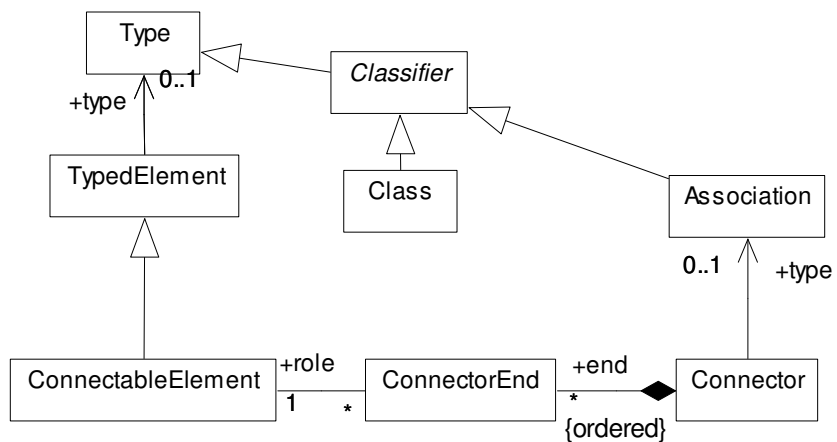 Type
0..1
Classifier
+type
TypedElement
Class
Association
0..1
+type
ConnectableElement
+role
1
*
ConnectorEnd
+end
*
{ordered}
Connector